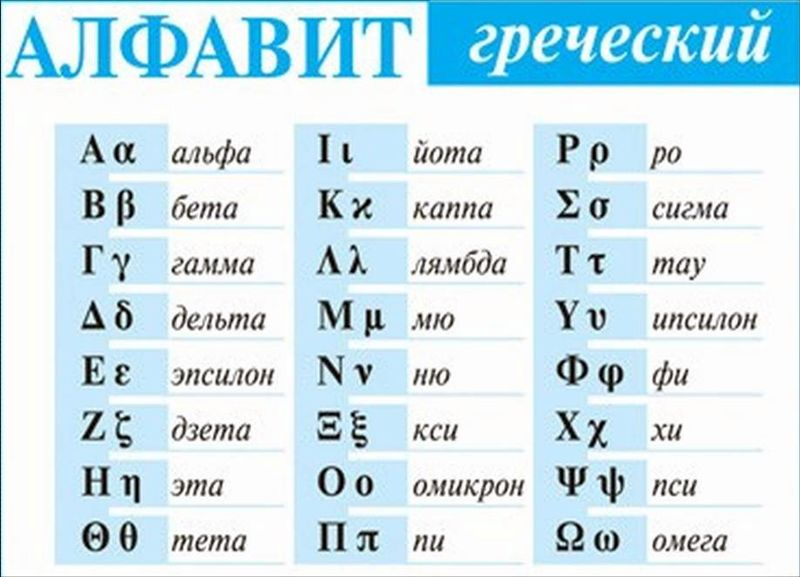 АЛФАВИТ греческий
Α α альфа
Β β бета
Γ γ гамма
Δ δ дельта
Ε ε эпсилон
Ζ ζ дзета
Η η эта
Θ θ тета
Ι ι йота
Κ ϰ каппа
Λ λ лямбда
Μ μ мю
Ν ν ню
Ξ ξ кси
Ο ο омикрон
Π π пи
Ρ ρ ро
Σ σ сигма
Τ τ тау
Υ υ ипсилон
Φ φ фи
Χ χ хи
Ψ ψ пси
Ω ω омега